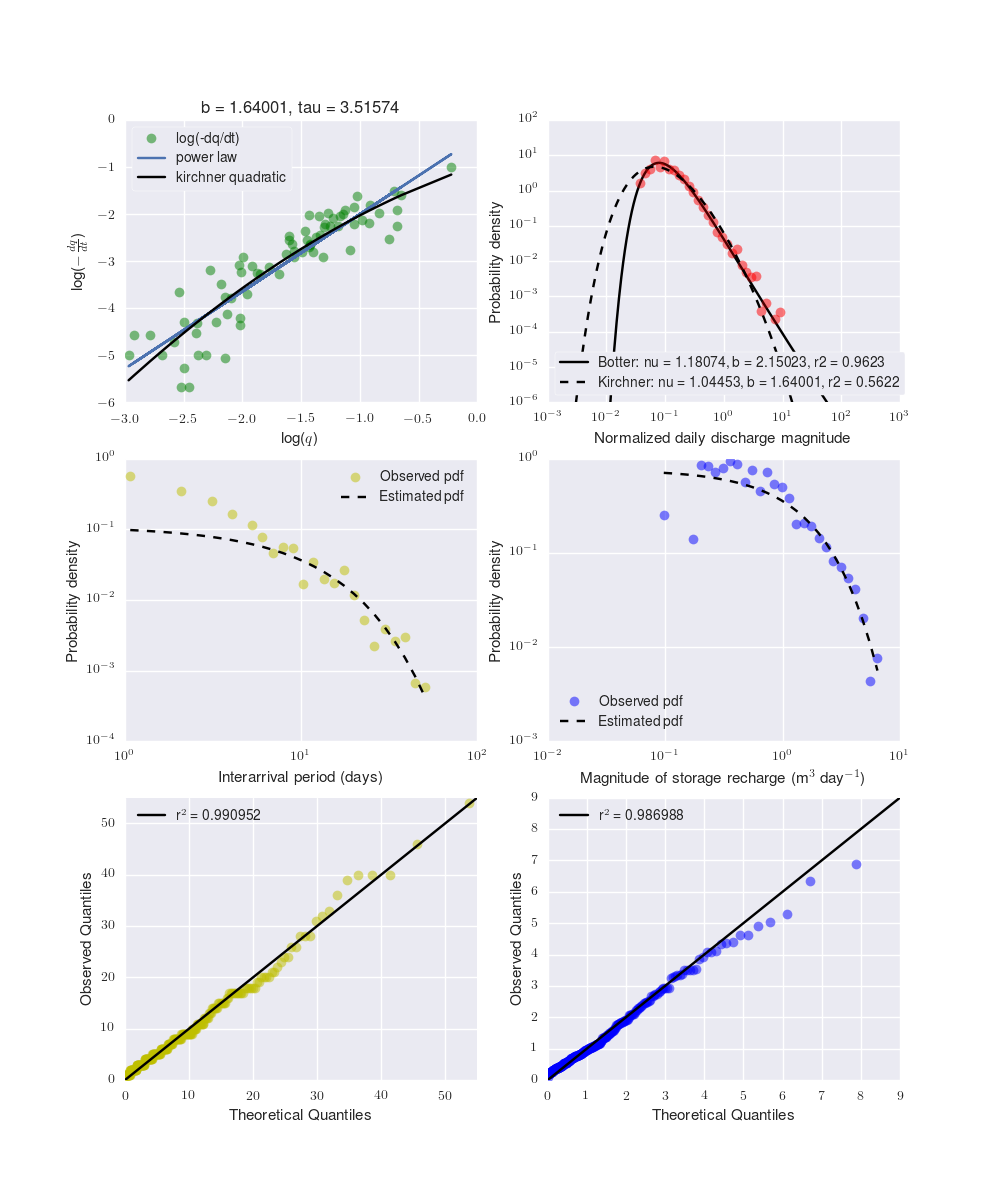 b = 1.64001, tau = 3.51574
0
−1
−2
−3
−4
−5
−6
log(− dq/dt)
log(-dq/dt)
power law
kirchner quadratic
−3.0 −2.5 −2.0 −1.5 −1.0 −0.5 0.0
log(q)
10²
10¹
10⁰
10⁻¹
10⁻²
10⁻³
10⁻⁴
10⁻⁵
10⁻⁶
Probability density
Botter: nu = 1.18074, b = 2.15023, r2 = 0.9623
Kirchner: nu = 1.04453, b = 1.64001, r2 = 0.5622
10⁻³ 10⁻² 10⁻¹ 10⁰ 10¹ 10² 10³
Normalized daily discharge magnitude
10⁰
10⁻¹
10⁻²
10⁻³
10⁻⁴
Probability density
Observed pdf
Estimated pdf
10⁰ 10¹ 10²
Interarrival period (days)
10⁰
10⁻¹
10⁻²
10⁻³
Probability density
Observed pdf
Estimated pdf
10⁻² 10⁻¹ 10⁰ 10¹
Magnitude of storage recharge (m³ day⁻¹)
50
40
30
20
10
0
Observed Quantiles
r² = 0.990952
0 10 20 30 40 50
Theoretical Quantiles
9
8
7
6
5
4
3
2
1
0
Observed Quantiles
r² = 0.986988
0 1 2 3 4 5 6 7 8 9
Theoretical Quantiles